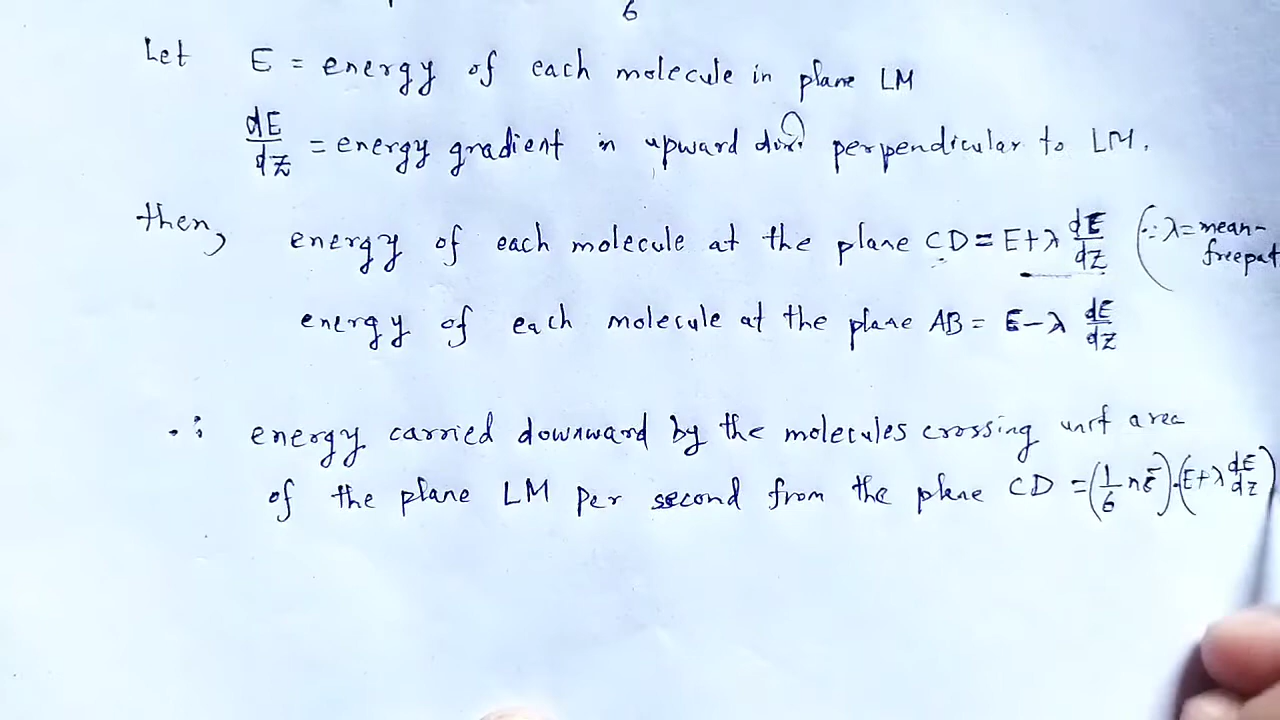 6
Let E = energy of each molecule in plane LM
dE/dz = energy gradient in upward dirⁿ perpendicular to LM.
then, energy of each molecule at the plane CD = E+λ dE/dz (∵ λ = mean-
freepat
energy of each molecule at the plane AB = E−λ dE/dz
∴ energy carried downward by the molecules crossing unit area
of the plane LM per second from the plane CD = (1/6 n c̄)·(E+λ dE/dz)